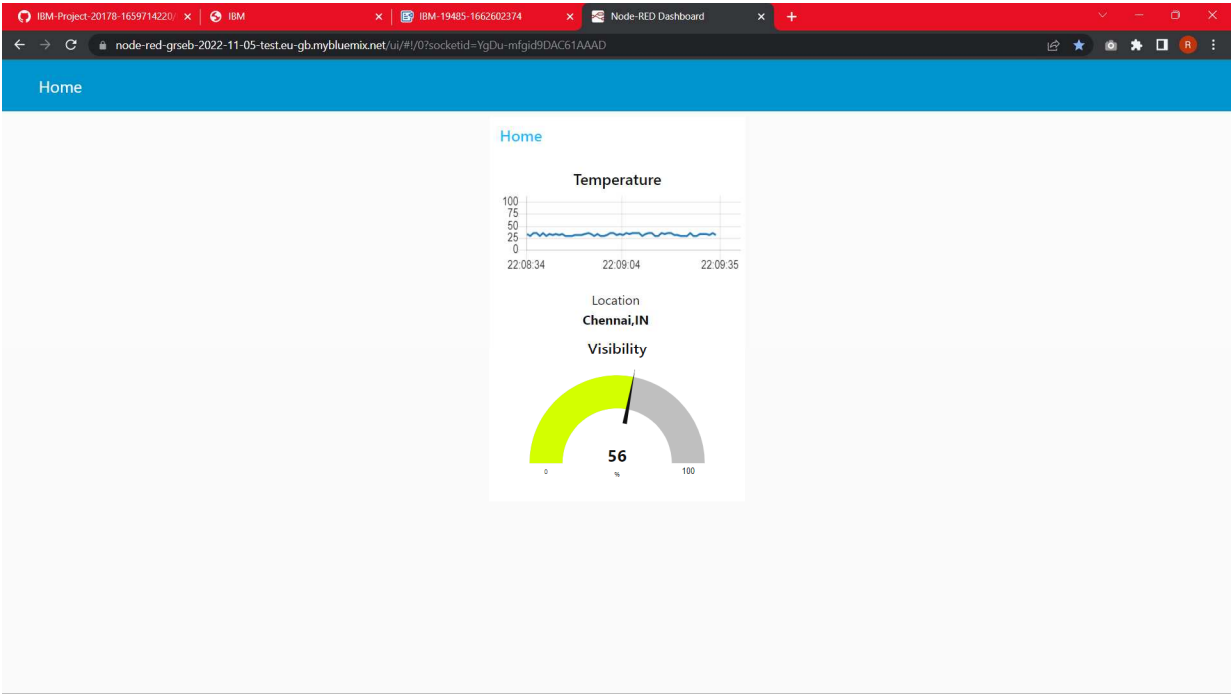 IBM-Project-20178-1659714220/
IBM
IBM-19485-1662602374
Node-RED Dashboard
node-red-grseb-2022-11-05-test.eu-gb.mybluemix.net/ui/#!/0?socketid=YgDu-mfgid9DAC61AAAD
R
Home
Home
Temperature
100
75
50
25
0
22:08:34 22:09:04 22:09:35
Location
Chennai,IN
Visibility
56
0 % 100